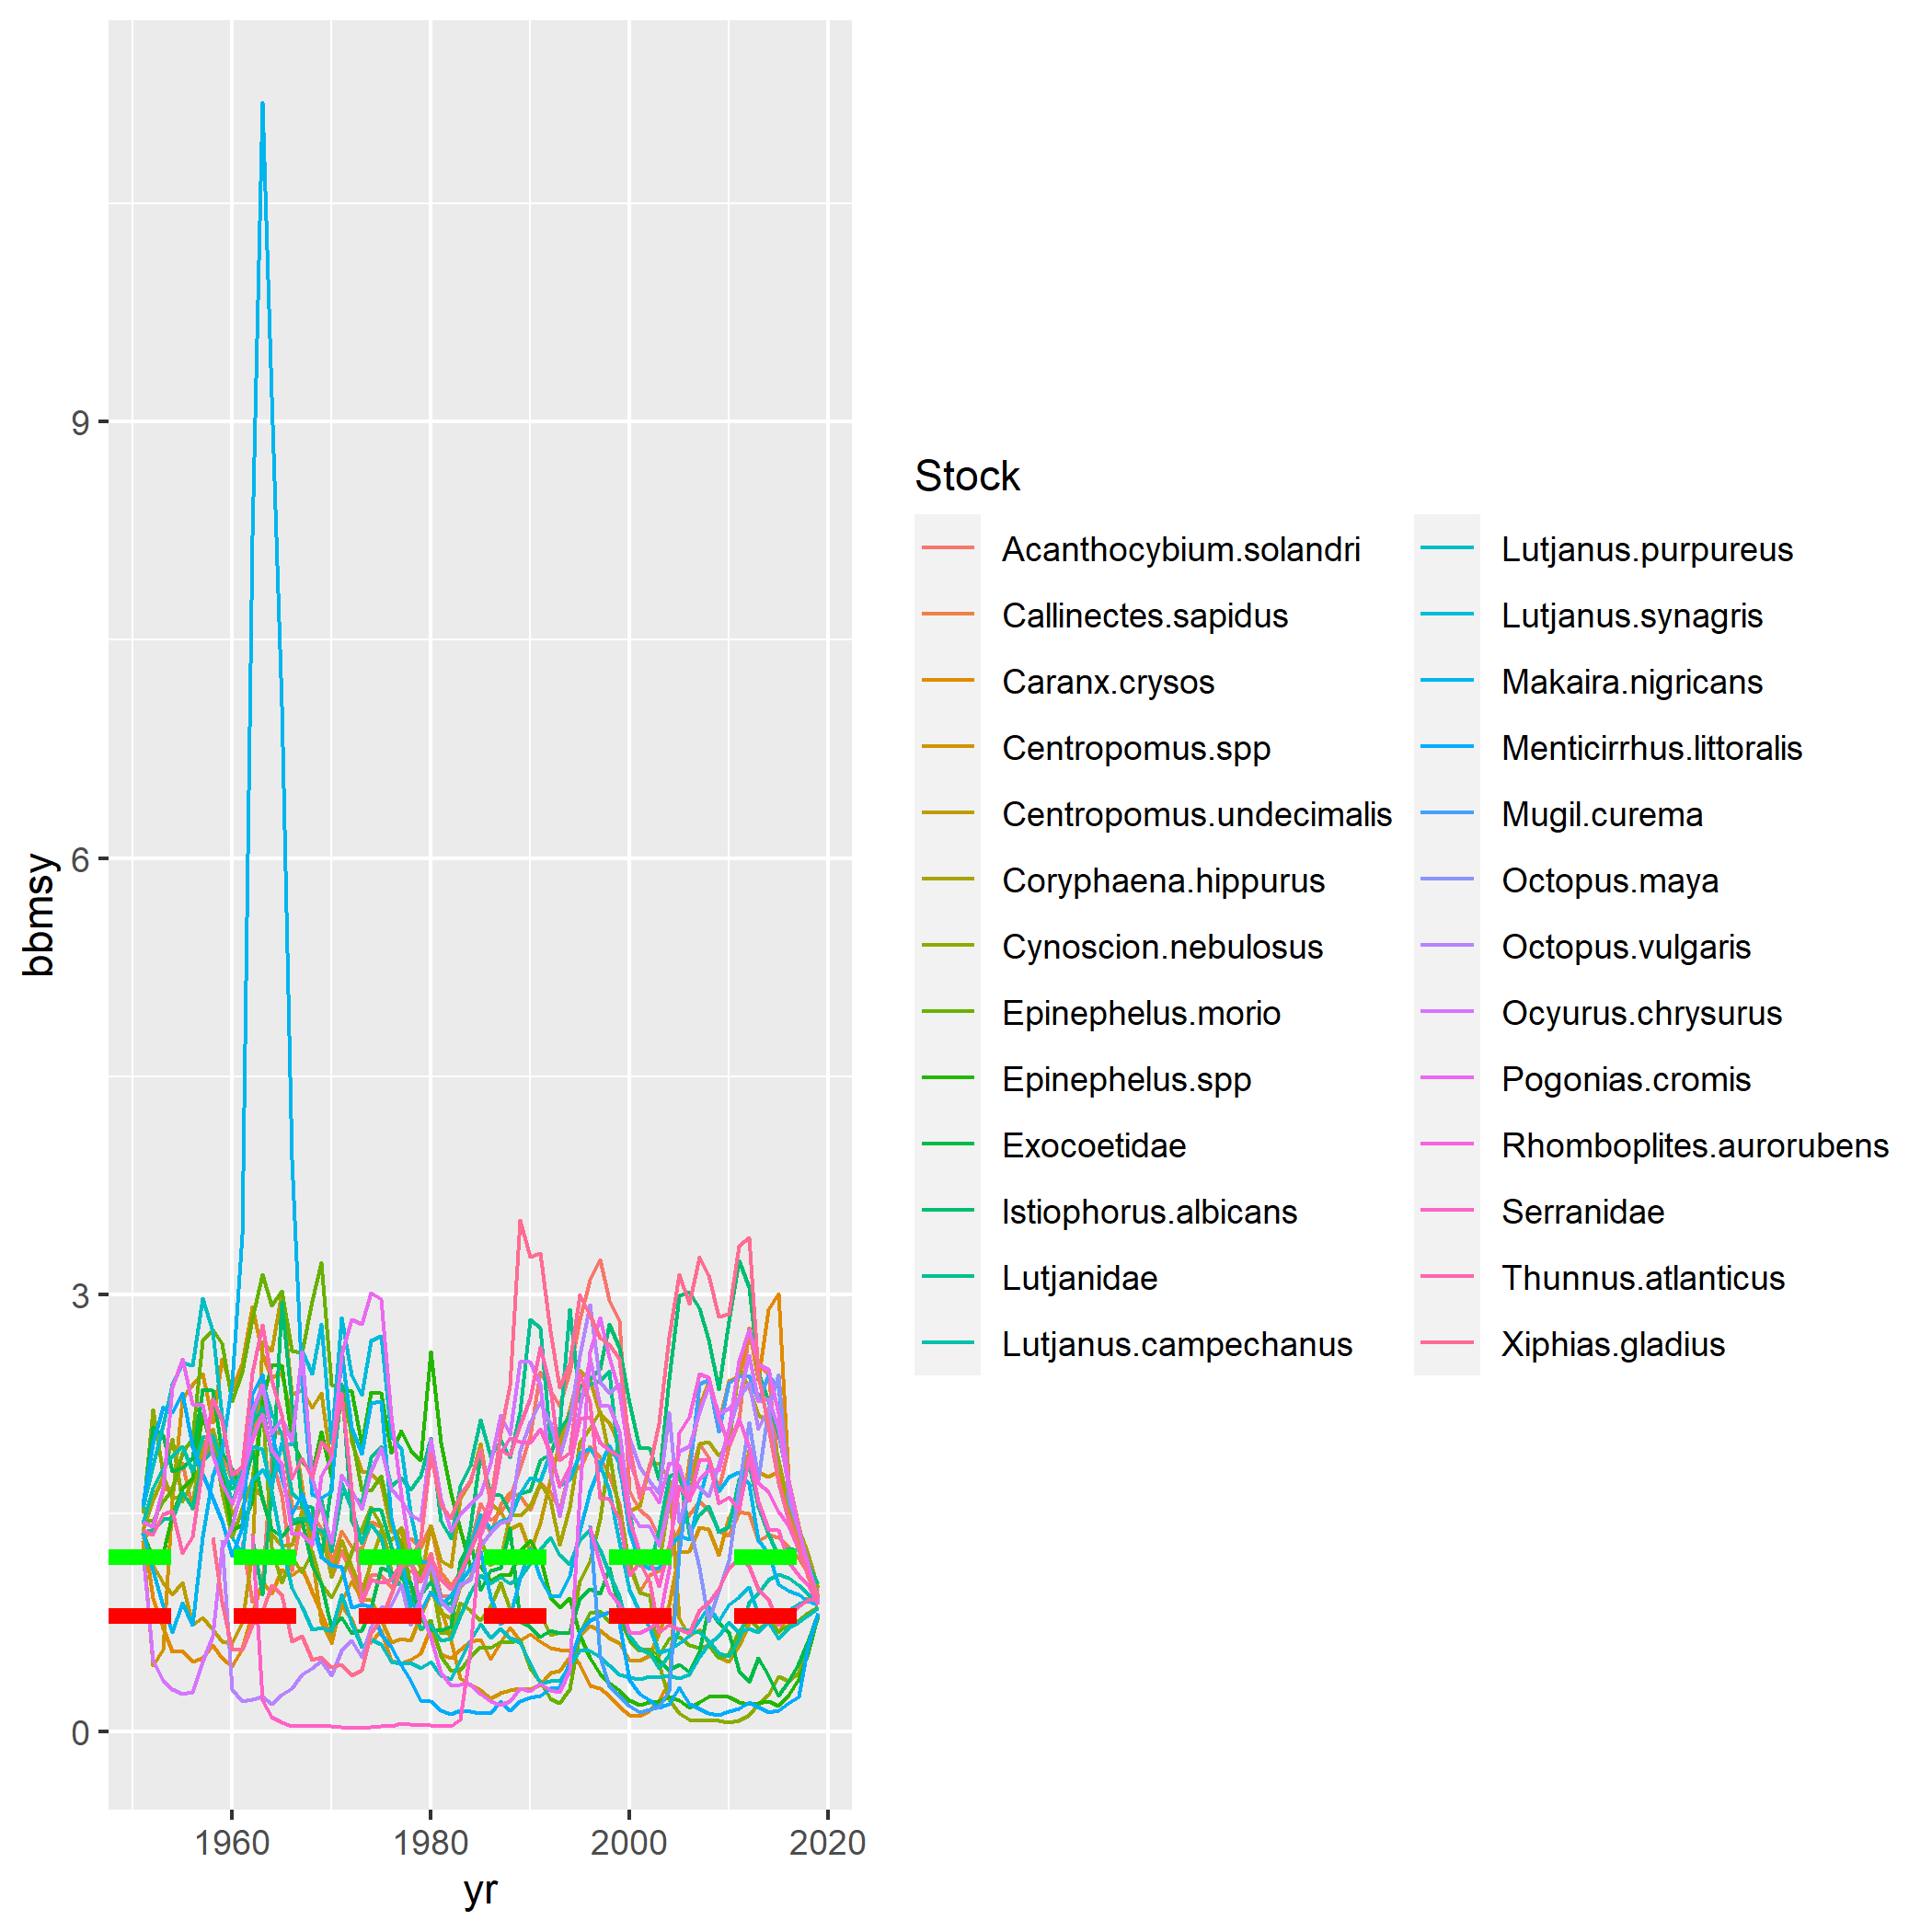 9
6
3
0
bbmsy
1960 1980 2000 2020
yr
Stock
Acanthocybium.solandri
Callinectes.sapidus
Caranx.crysos
Centropomus.spp
Centropomus.undecimalis
Coryphaena.hippurus
Cynoscion.nebulosus
Epinephelus.morio
Epinephelus.spp
Exocoetidae
Istiophorus.albicans
Lutjanidae
Lutjanus.campechanus
Lutjanus.purpureus
Lutjanus.synagris
Makaira.nigricans
Menticirrhus.littoralis
Mugil.curema
Octopus.maya
Octopus.vulgaris
Ocyurus.chrysurus
Pogonias.cromis
Rhomboplites.aurorubens
Serranidae
Thunnus.atlanticus
Xiphias.gladius